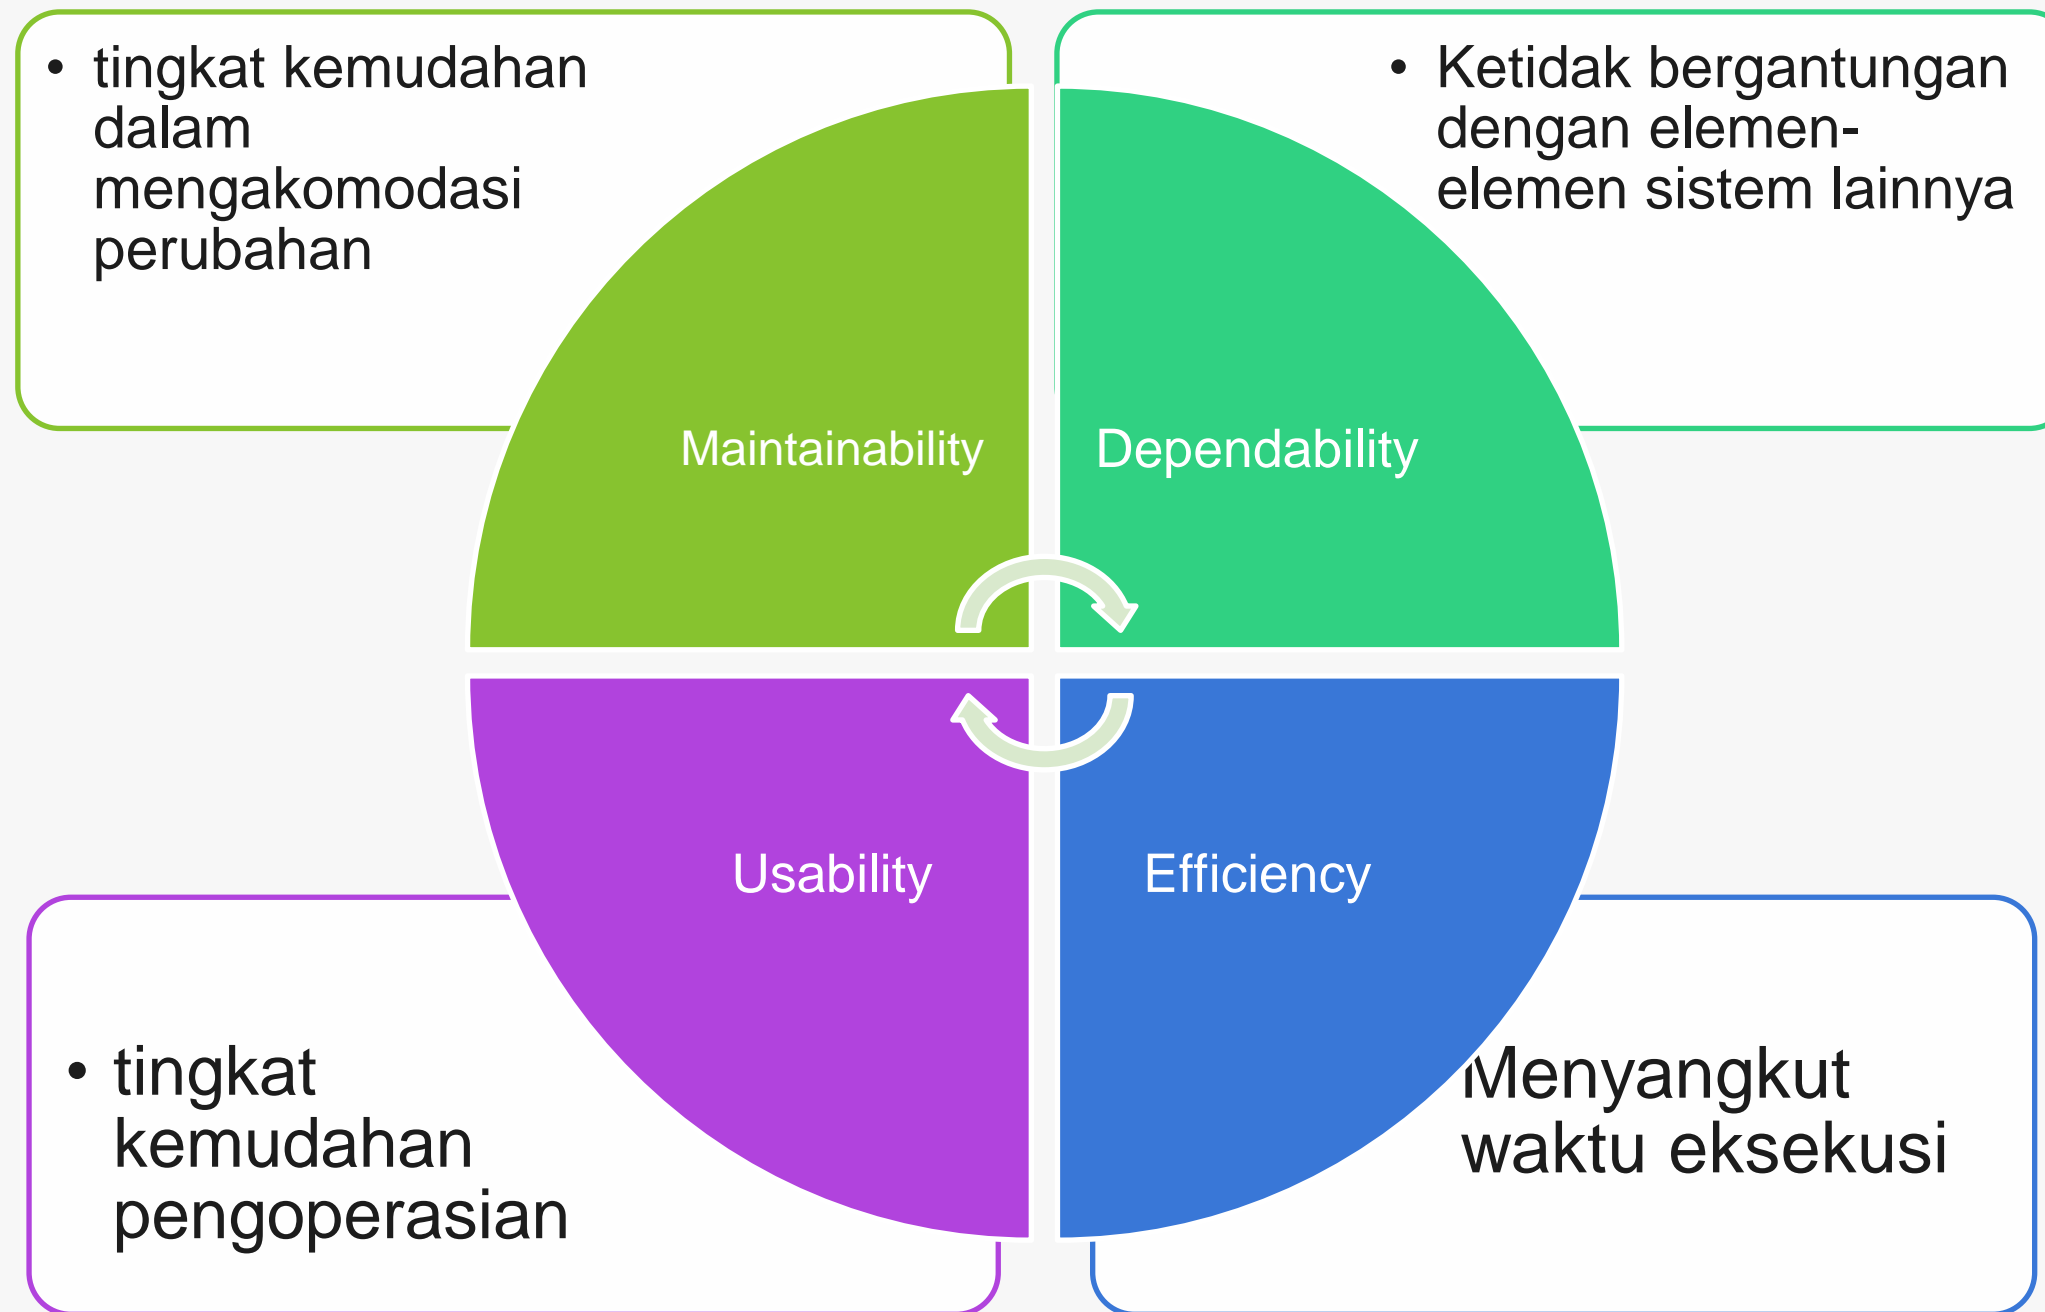 • tingkat kemudahan
dalam
mengakomodasi
perubahan
• Ketidak bergantungan
dengan elemen-
elemen sistem lainnya
Maintainability
Dependability
Usability
Efficiency
• tingkat
kemudahan
pengoperasian
Menyangkut
waktu eksekusi